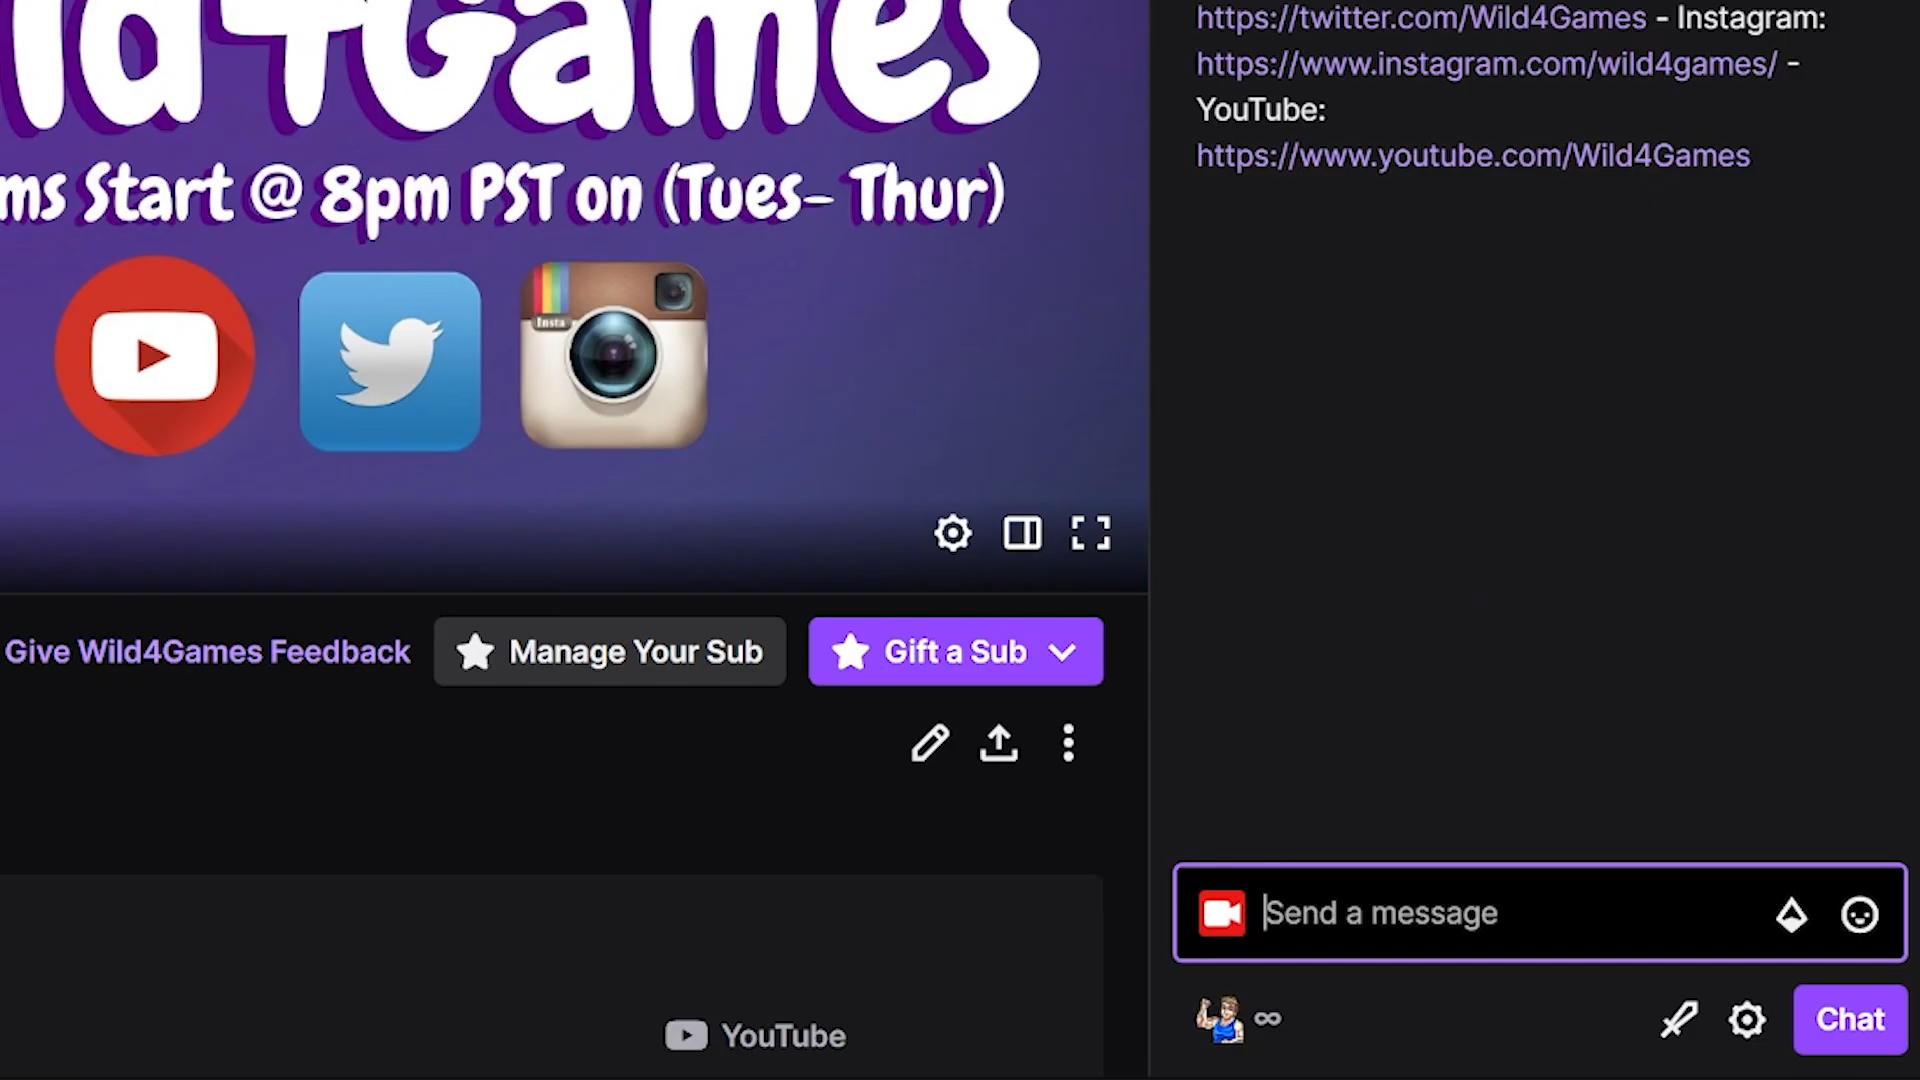 ld4Games
ms Start @ 8pm PST on (Tues- Thur)
Insta
Give Wild4Games Feedback
Manage Your Sub
Gift a Sub
YouTube
https://twitter.com/Wild4Games - Instagram:
https://www.instagram.com/wild4games/ -
YouTube:
https://www.youtube.com/Wild4Games
Send a message
∞
Chat